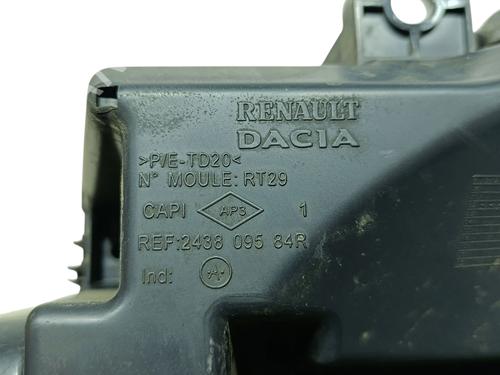 RENAULT
DACIA
>P/E-TD20<
N° MOULE: RT29
CAPI AP3 1
REF:2438 095 84R
Ind: A